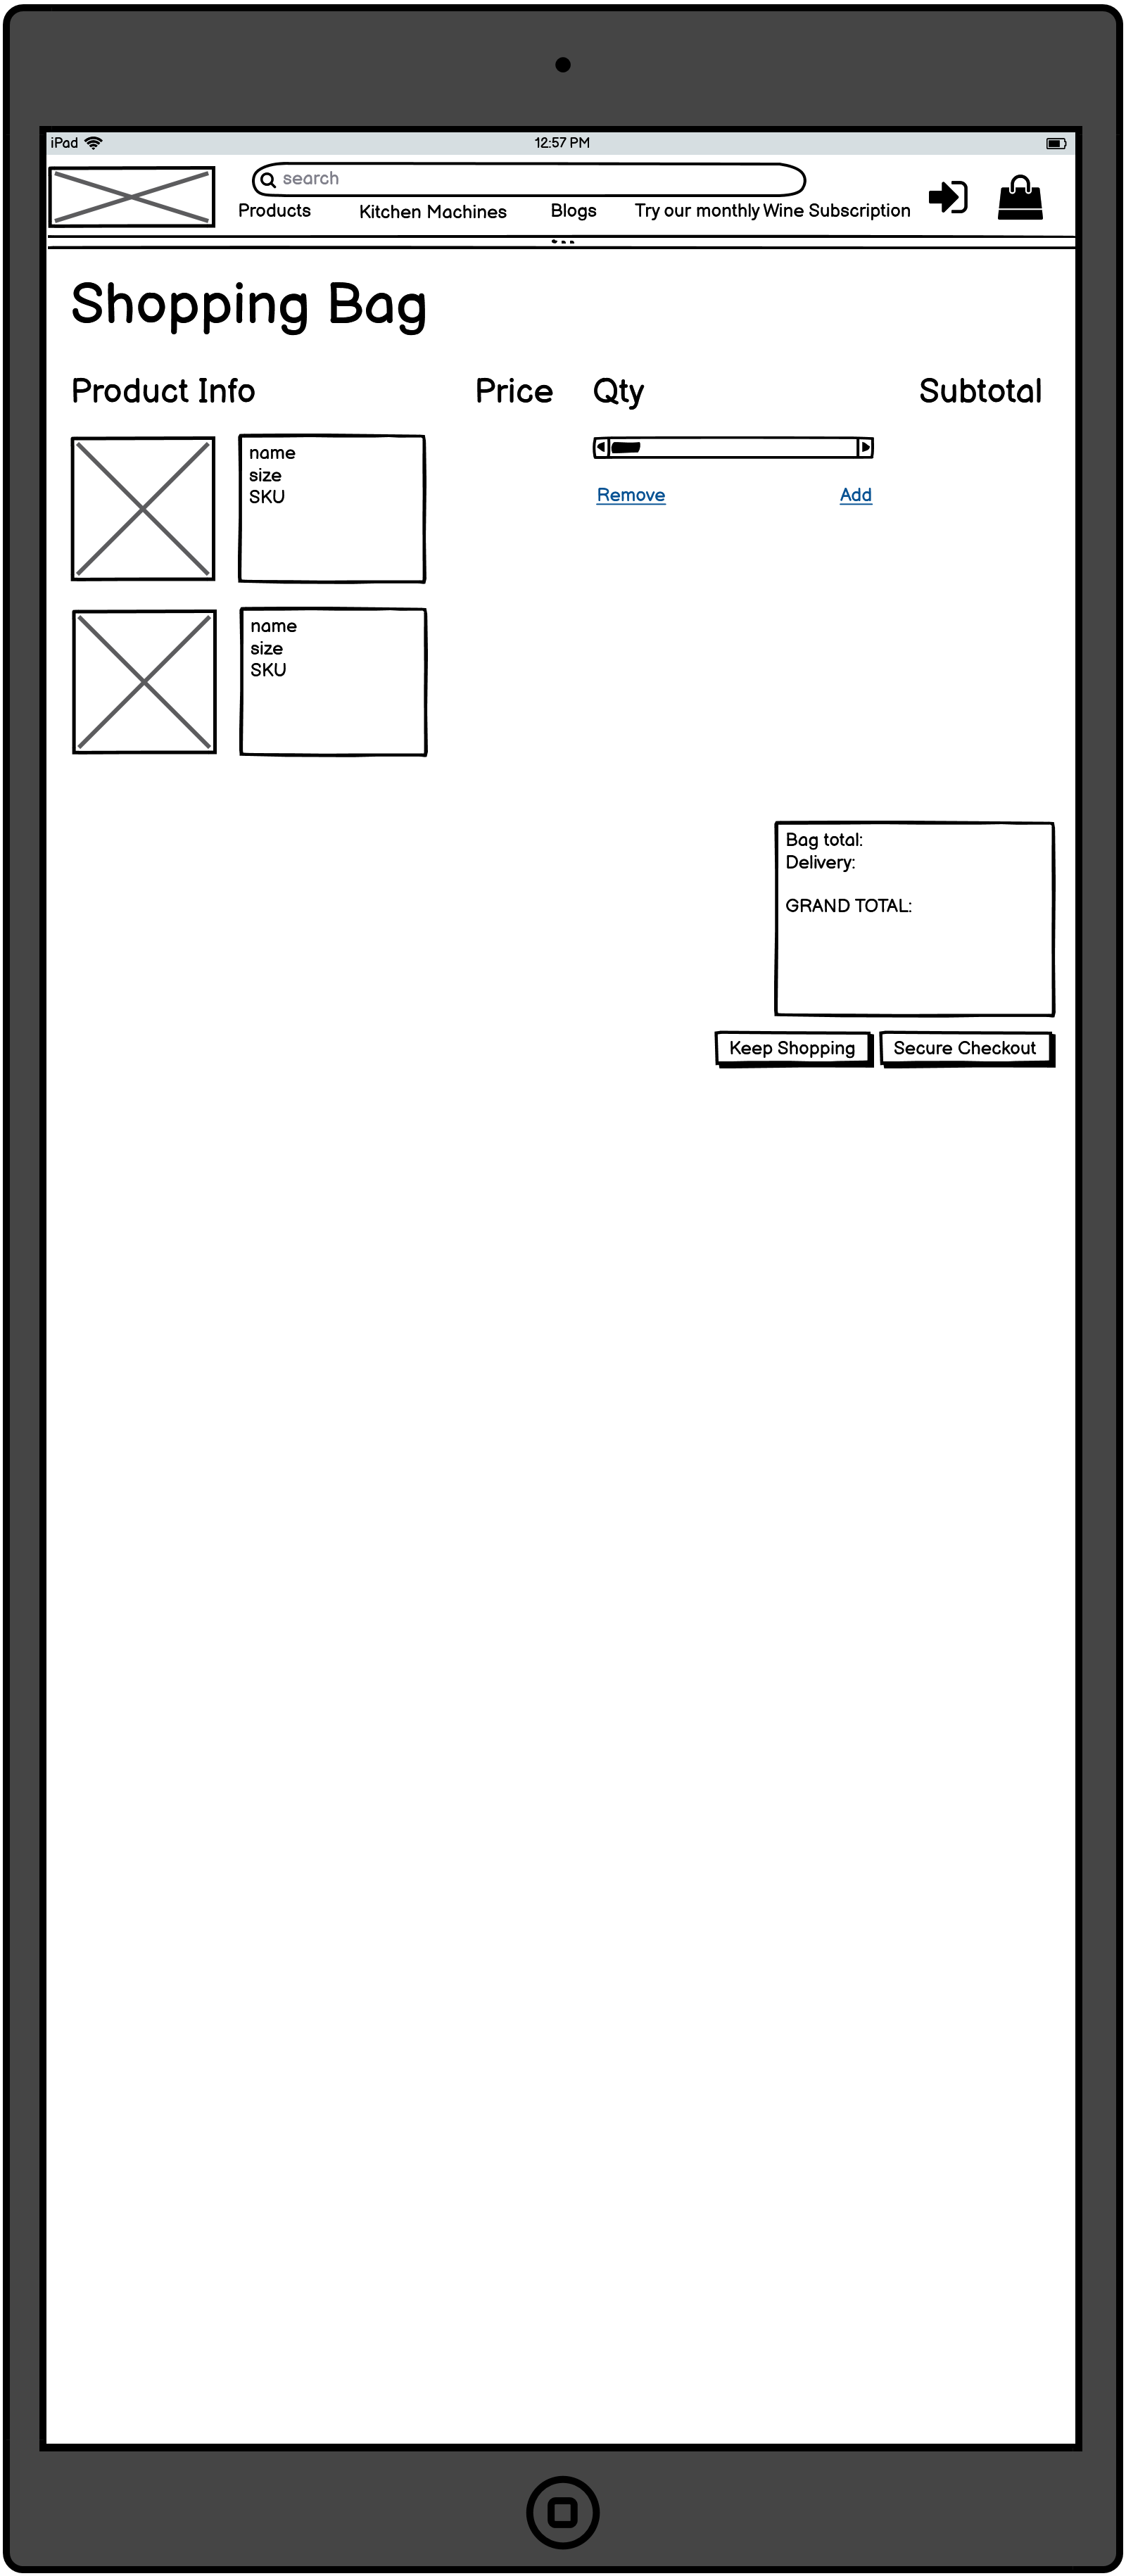 iPad 12:57 PM
search
Products Kitchen Machines Blogs Try our monthly Wine Subscription
Shopping Bag
Product Info Price Qty Subtotal
name
size
SKU
Remove Add
name
size
SKU
Bag total:
Delivery:
GRAND TOTAL:
Keep Shopping Secure Checkout